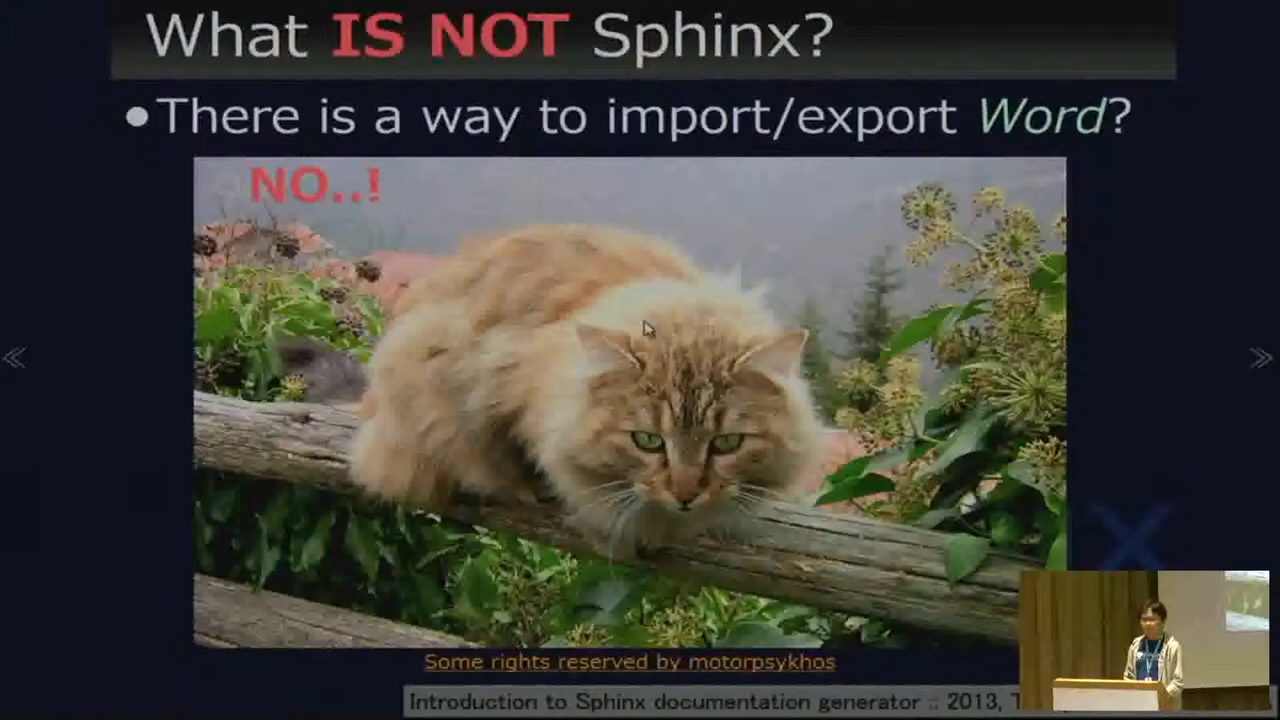 What IS NOT Sphinx?
●There is a way to import/export Word?
NO..!
Some rights reserved by motorpsykhos
Introduction to Sphinx documentation generator :: 2013,